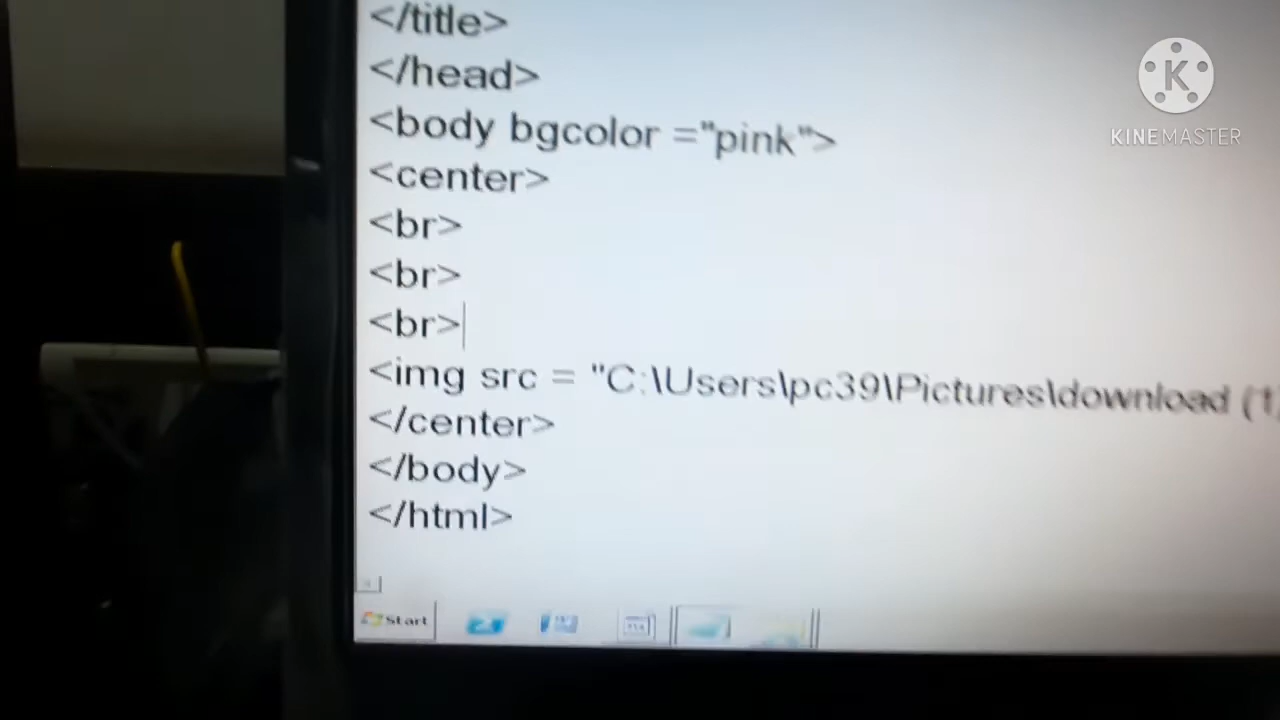 </title>
</head>
<body bgcolor ="pink">
<center>
<br>
<br>
<br>
<img src = "C:\Users\pc39\Pictures\download (1)
</center>
</body>
</html>
Start
K
KINEMASTER